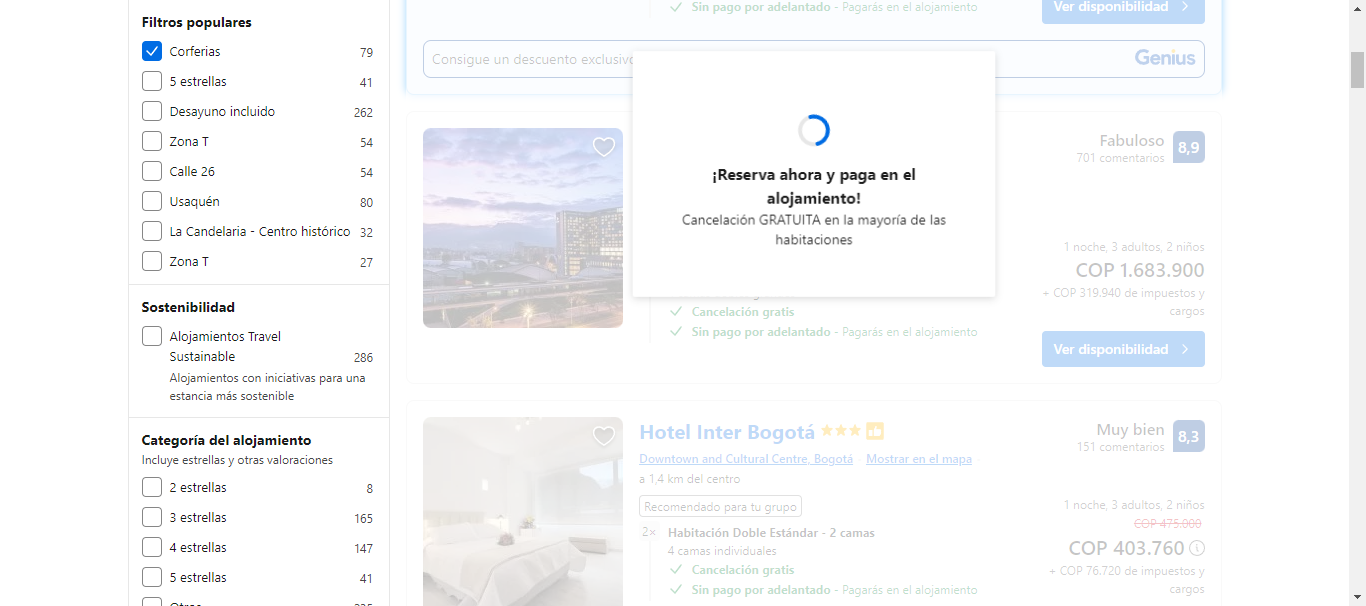 Filtros populares
Corferias 79
5 estrellas 41
Desayuno incluido 262
Zona T 54
Calle 26 54
Usaquén 80
La Candelaria - Centro histórico 32
Zona T 27
Sostenibilidad
Alojamientos Travel
Sustainable 286
Alojamientos con iniciativas para una
estancia más sostenible
Categoría del alojamiento
Incluye estrellas y otras valoraciones
2 estrellas 8
3 estrellas 165
4 estrellas 147
5 estrellas 41
Sin pago por adelantado - Pagarás en el alojamiento
Ver disponibilidad
Consigue un descuento exclusivo
Genius
¡Reserva ahora y paga en el
alojamiento!
Cancelación GRATUITA en la mayoría de las
habitaciones
Fabuloso 8,9
701 comentarios
1 noche, 3 adultos, 2 niños
COP 1.683.900
+ COP 319.940 de impuestos y
cargos
Cancelación gratis
Sin pago por adelantado - Pagarás en el alojamiento
Ver disponibilidad
Hotel Inter Bogotá
Muy bien 8,3
151 comentarios
Downtown and Cultural Centre, Bogotá · Mostrar en el mapa
a 1,4 km del centro
Recomendado para tu grupo
2× Habitación Doble Estándar - 2 camas
4 camas individuales
Cancelación gratis
Sin pago por adelantado - Pagarás en el alojamiento
1 noche, 3 adultos, 2 niños
COP 475.000
COP 403.760
+ COP 76.720 de impuestos y
cargos